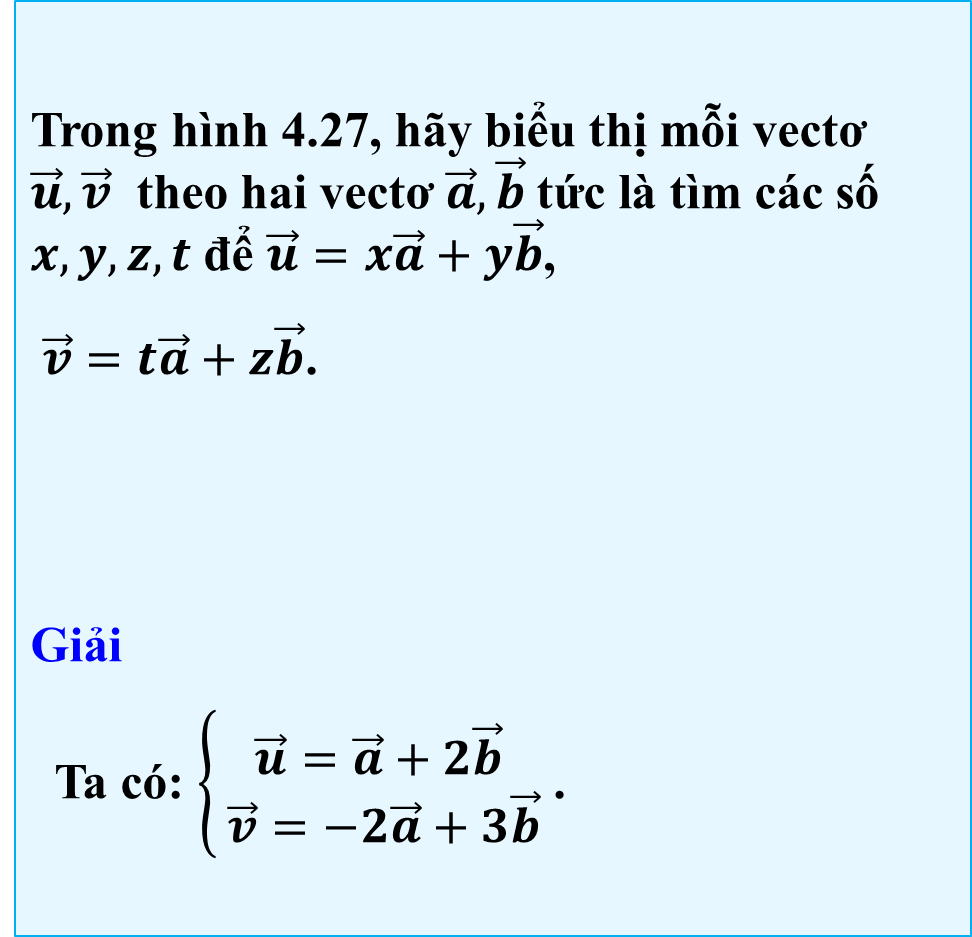 Trong hình 4.27, hãy biểu thị mỗi vectơ
$\vec{u}, \vec{v}$ theo hai vectơ $\vec{a}, \vec{b}$ tức là tìm các số
$x, y, z, t$ để $\vec{u} = x\vec{a} + y\vec{b}$,
$\vec{v} = t\vec{a} + z\vec{b}$.
Giải
Ta có: $\begin{cases} \vec{u} = \vec{a} + 2\vec{b} \\ \vec{v} = -2\vec{a} + 3\vec{b} \end{cases}$.